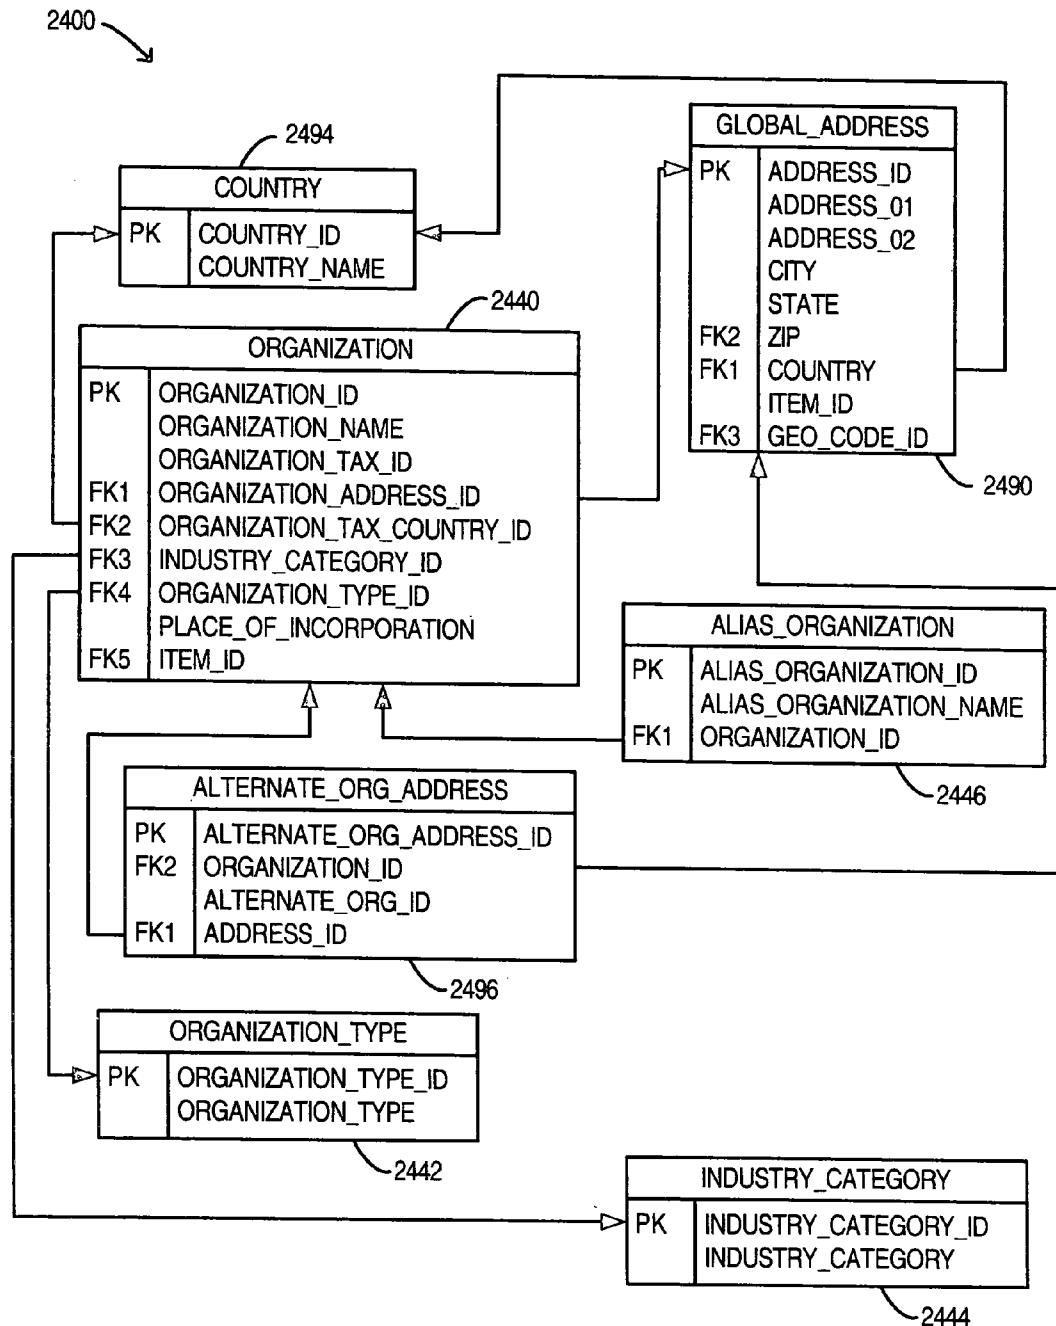 2400
2494
COUNTRY
PK COUNTRY_ID
COUNTRY_NAME
GLOBAL_ADDRESS
PK ADDRESS_ID
ADDRESS_01
ADDRESS_02
CITY
STATE
FK2 ZIP
FK1 COUNTRY
ITEM_ID
FK3 GEO_CODE_ID
2490
2440
ORGANIZATION
PK ORGANIZATION_ID
ORGANIZATION_NAME
ORGANIZATION_TAX_ID
FK1 ORGANIZATION_ADDRESS_ID
FK2 ORGANIZATION_TAX_COUNTRY_ID
FK3 INDUSTRY_CATEGORY_ID
FK4 ORGANIZATION_TYPE_ID
PLACE_OF_INCORPORATION
FK5 ITEM_ID
ALIAS_ORGANIZATION
PK ALIAS_ORGANIZATION_ID
ALIAS_ORGANIZATION_NAME
FK1 ORGANIZATION_ID
2446
ALTERNATE_ORG_ADDRESS
PK ALTERNATE_ORG_ADDRESS_ID
FK2 ORGANIZATION_ID
ALTERNATE_ORG_ID
FK1 ADDRESS_ID
2496
ORGANIZATION_TYPE
PK ORGANIZATION_TYPE_ID
ORGANIZATION_TYPE
2442
INDUSTRY_CATEGORY
PK INDUSTRY_CATEGORY_ID
INDUSTRY_CATEGORY
2444